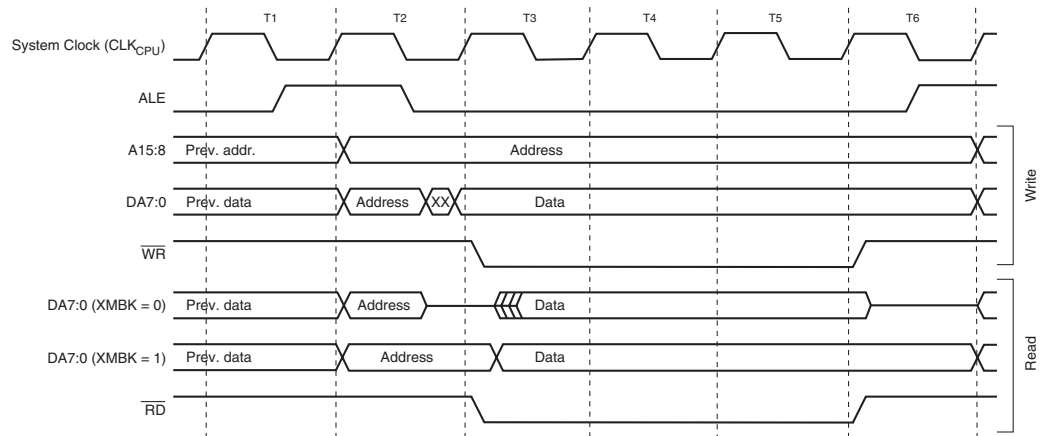 T1 T2 T3 T4 T5 T6
System Clock (CLKCPU)
ALE
A15:8 Prev. addr. Address
DA7:0 Prev. data Address XX Data
WR
Write
DA7:0 (XMBK = 0) Prev. data Address Data
DA7:0 (XMBK = 1) Prev. data Address Data
RD
Read